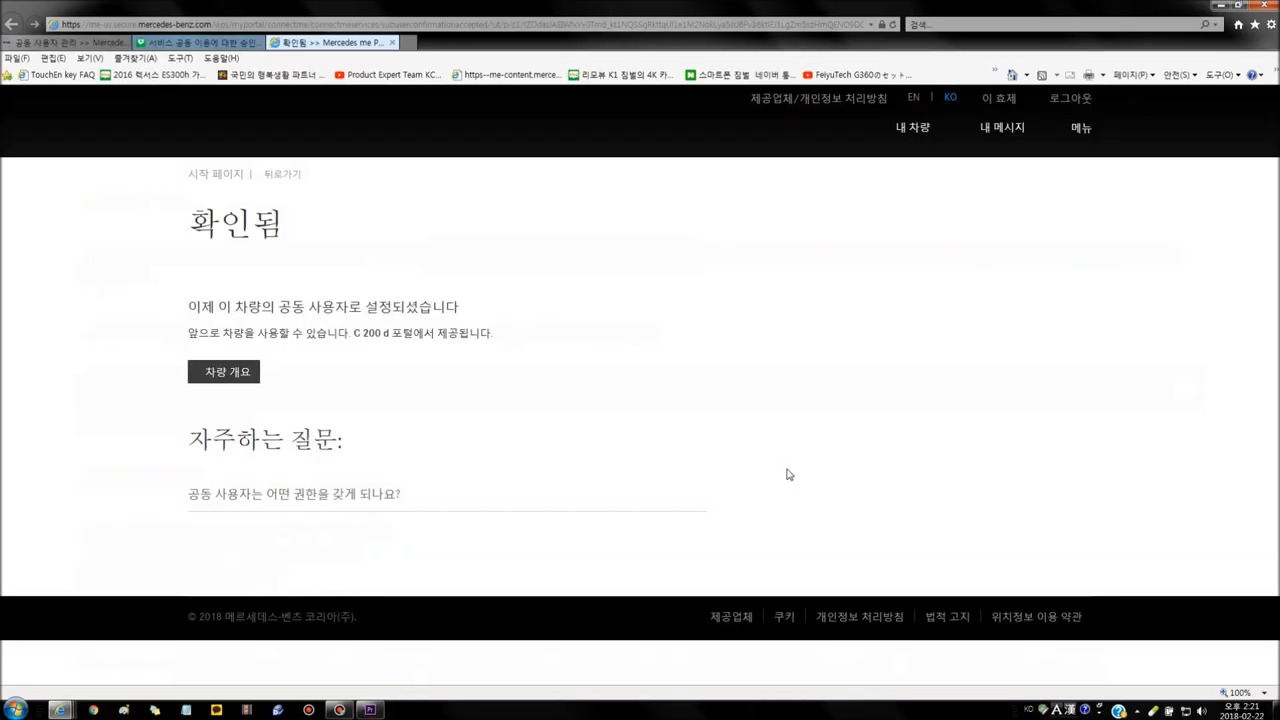 https://me-ux.secure.mercedes-benz.com
검색...
공동 사용자 관리 >> Mercede...
서비스 공동 이용에 대한 승인...
확인됨 >> Mercedes me P...
파일(F) 편집(E) 보기(V) 즐겨찾기(A) 도구(T) 도움말(H)
TouchEn key FAQ 2016 렉서스 ES300h 가... 국민의 행복생활 파트너 ... Product Expert Team KC... https--me-content.merce... 리모뷰 K1 짐벌의 4K 카... 스마트폰 짐벌 네이버 통... FeiyuTech G360のセット... 페이지(P) 안전(S) 도구(O)
제공업체/개인정보 처리방침 EN | KO 이 효제 로그아웃
내 차량 내 메시지 메뉴
시작 페이지 | 뒤로가기
확인됨
이제 이 차량의 공동 사용자로 설정되셨습니다
앞으로 차량을 사용할 수 있습니다. C 200 d 포털에서 제공됩니다.
차량 개요
자주하는 질문:
공동 사용자는 어떤 권한을 갖게 되나요?
© 2018 메르세데스-벤츠 코리아(주).
제공업체 쿠키 개인정보 처리방침 법적 고지 위치정보 이용 약관
100%
KO A 漢
오후 2:21
2018-02-22